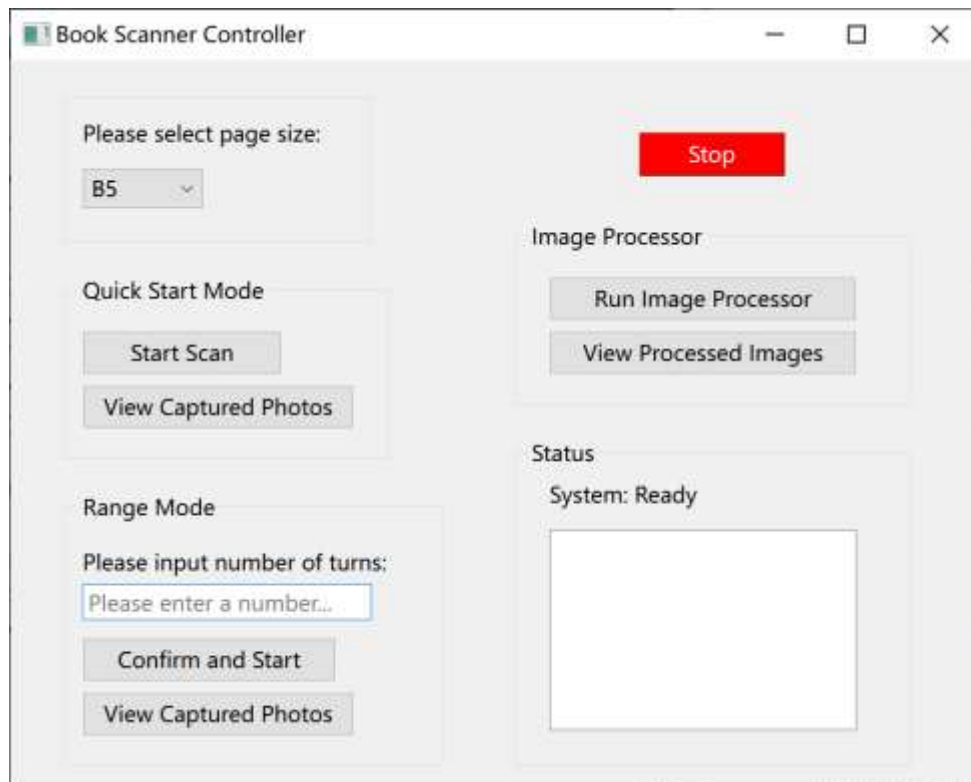 Book Scanner Controller
Please select page size:
B5
Quick Start Mode
Start Scan
View Captured Photos
Range Mode
Please input number of turns:
Please enter a number...
Confirm and Start
View Captured Photos
Stop
Image Processor
Run Image Processor
View Processed Images
Status
System: Ready